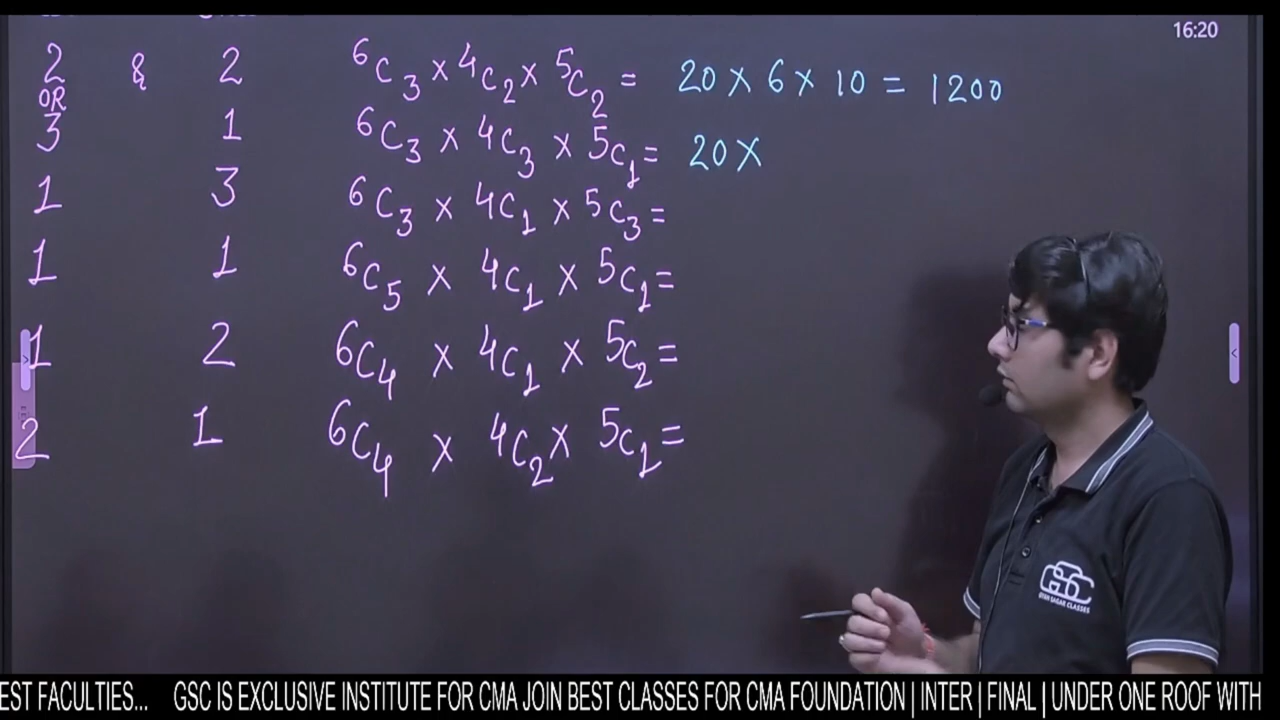 16:20
2 & 2 ⁶C₃ × ⁴C₂ × ⁵C₂ = 20 × 6 × 10 = 1200
OR
3 1 ⁶C₃ × ⁴C₃ × ⁵C₁ = 20 ×
1 3 ⁶C₃ × ⁴C₁ × ⁵C₃ =
1 1 ⁶C₅ × ⁴C₁ × ⁵C₁ =
1 2 ⁶C₄ × ⁴C₁ × ⁵C₂ =
2 1 ⁶C₄ × ⁴C₂ × ⁵C₁ =
GSC
GYAN SAGAR CLASSES
EST FACULTIES... GSC IS EXCLUSIVE INSTITUTE FOR CMA JOIN BEST CLASSES FOR CMA FOUNDATION | INTER | FINAL | UNDER ONE ROOF WITH